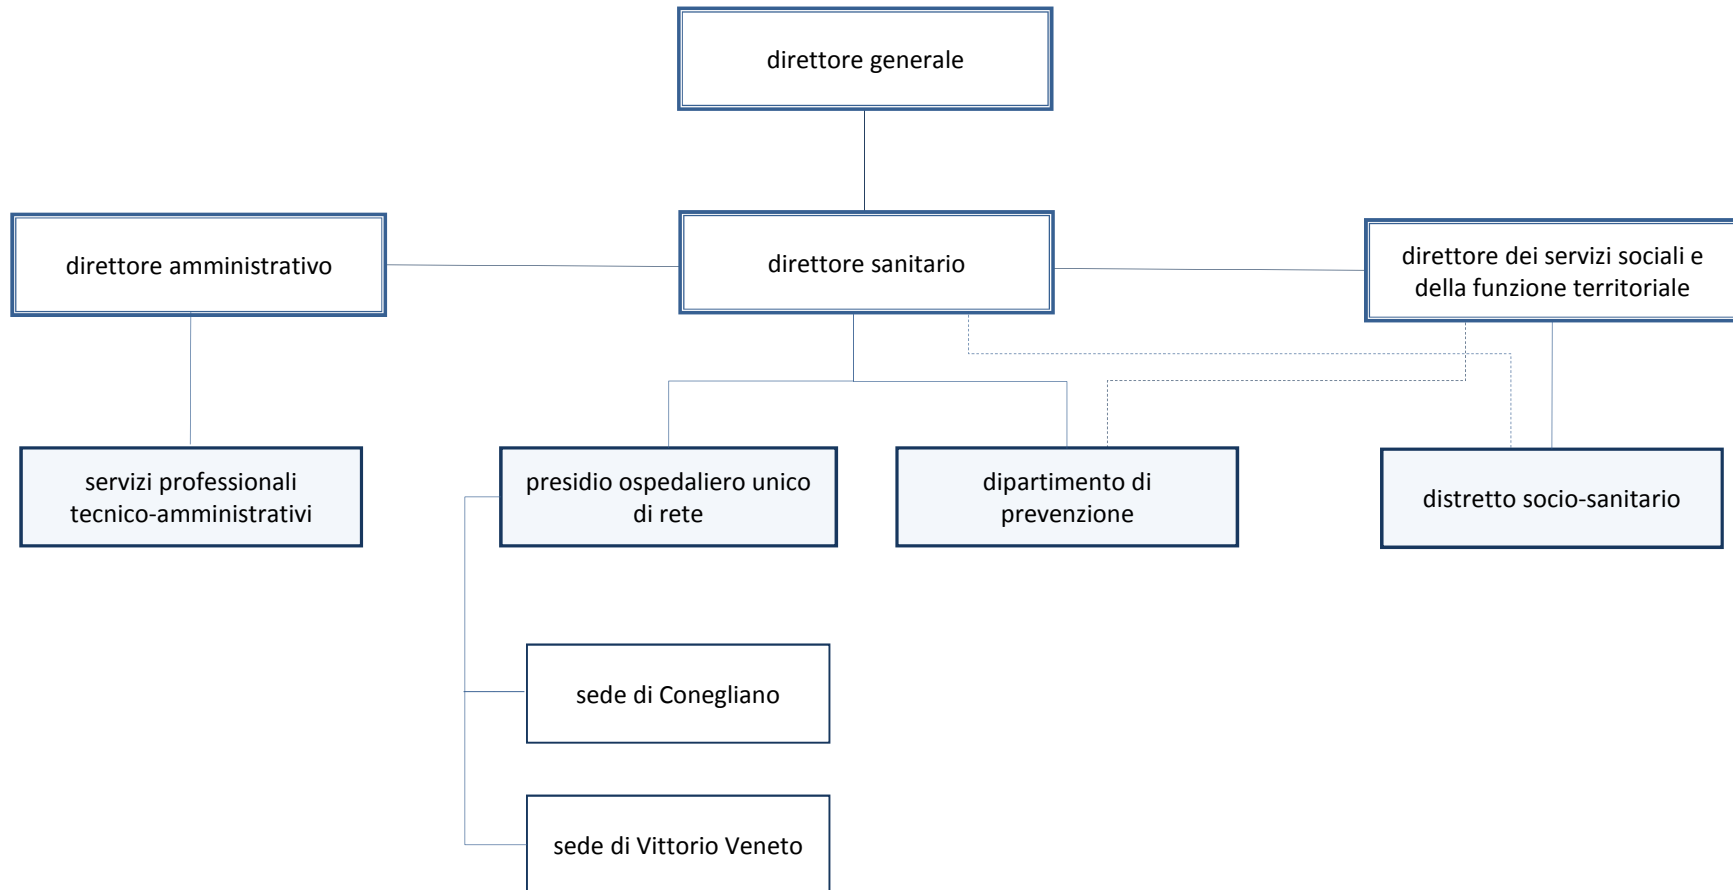 direttore generale
direttore amministrativo
direttore sanitario
direttore dei servizi sociali e
della funzione territoriale
servizi professionali
tecnico-amministrativi
presidio ospedaliero unico
di rete
dipartimento di
prevenzione
distretto socio-sanitario
sede di Conegliano
sede di Vittorio Veneto